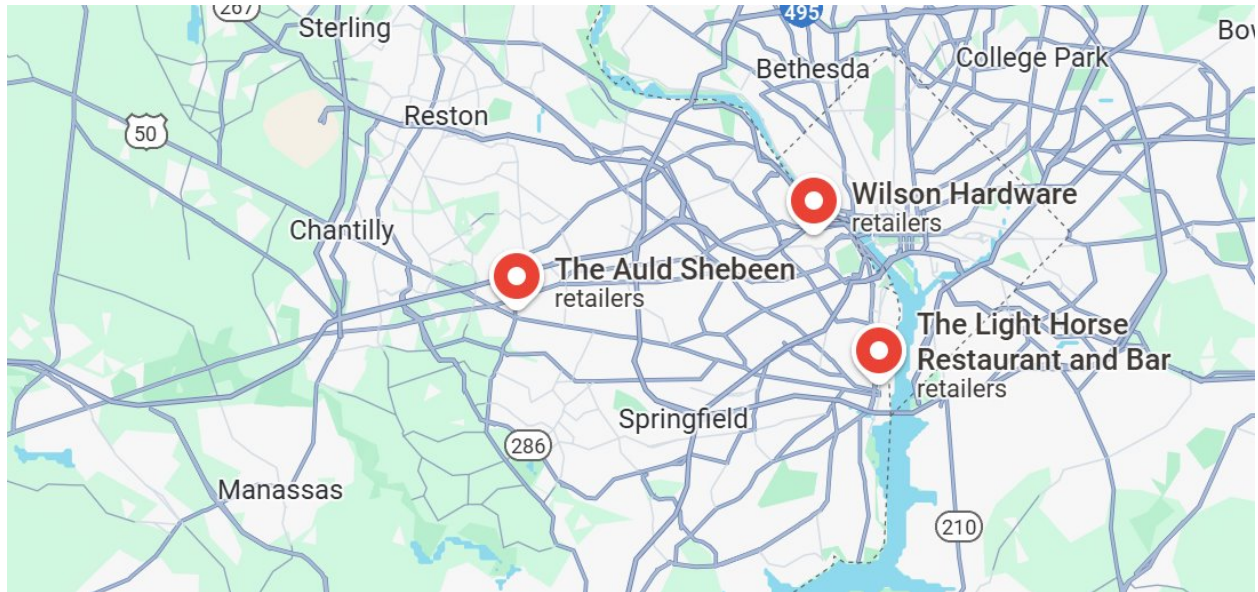 267
Sterling
495
Bethesda
College Park
50
Reston
Wilson Hardware
retailers
Chantilly
The Auld Shebeen
retailers
The Light Horse
Restaurant and Bar
retailers
Springfield
286
Manassas
210